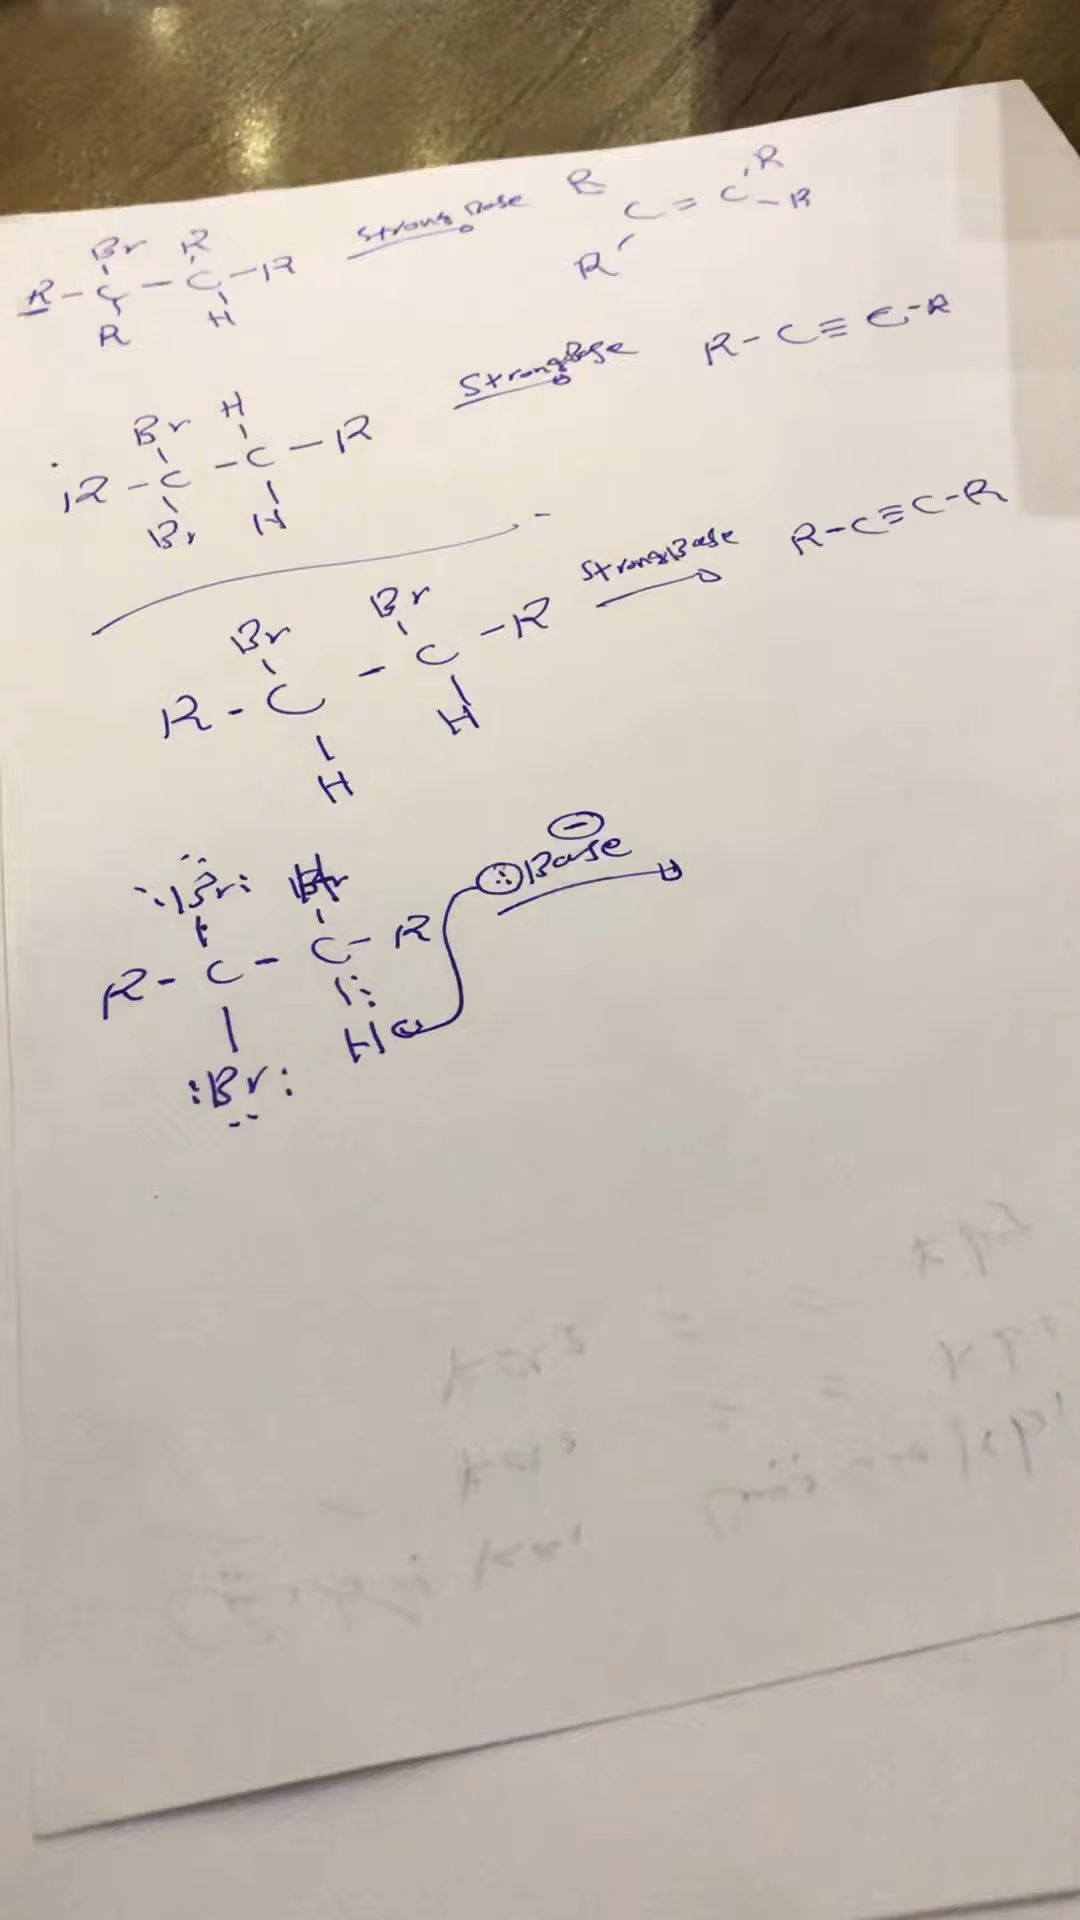 Br R
R - C - C - R Strong Base R C = C R
R H R R
Br H
R - C - C - R Strong Base R - C ≡ C - R
Br H
Br Br
R - C - C - R Strong Base R - C ≡ C - R
H H
:Br: H :Base ⊖
R - C - C - R
:Br: H